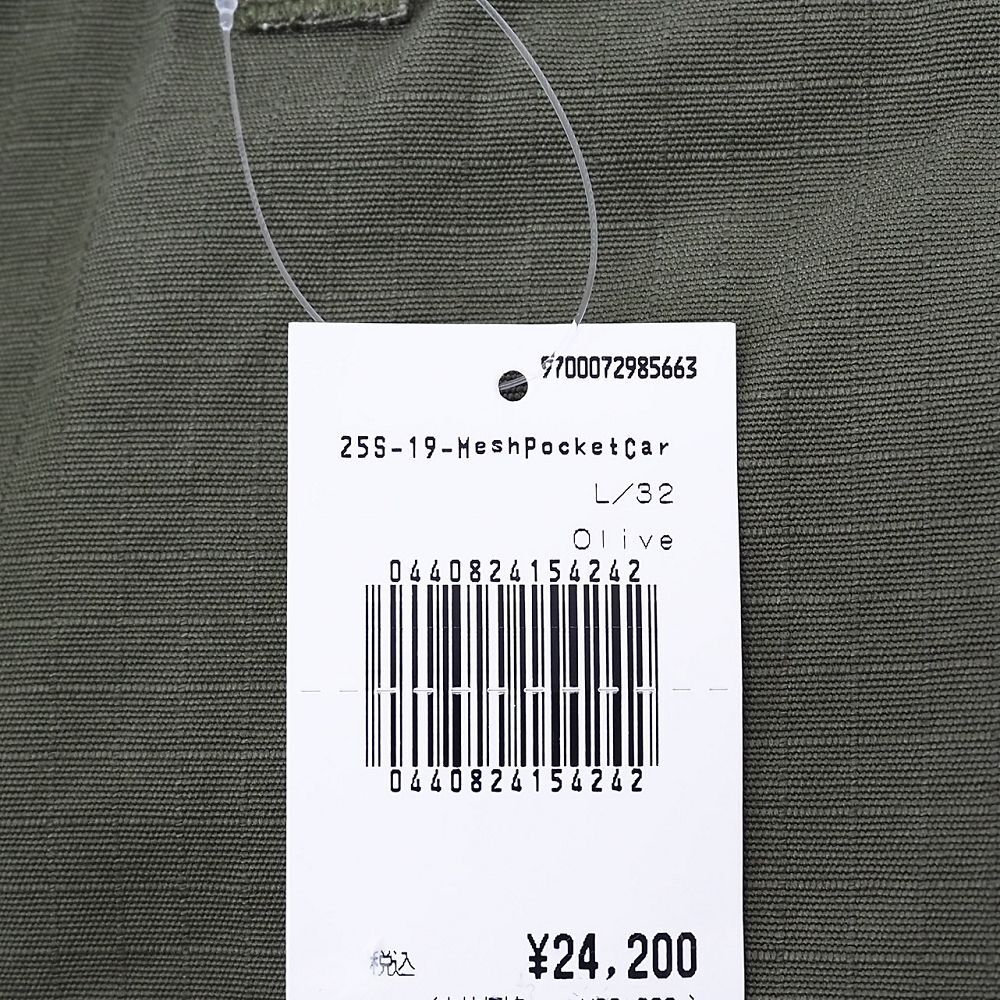 9700072985663
25S-19-MeshPocketCar
L/32
Olive
0440824154242
0440824154242
税込 ¥24,200